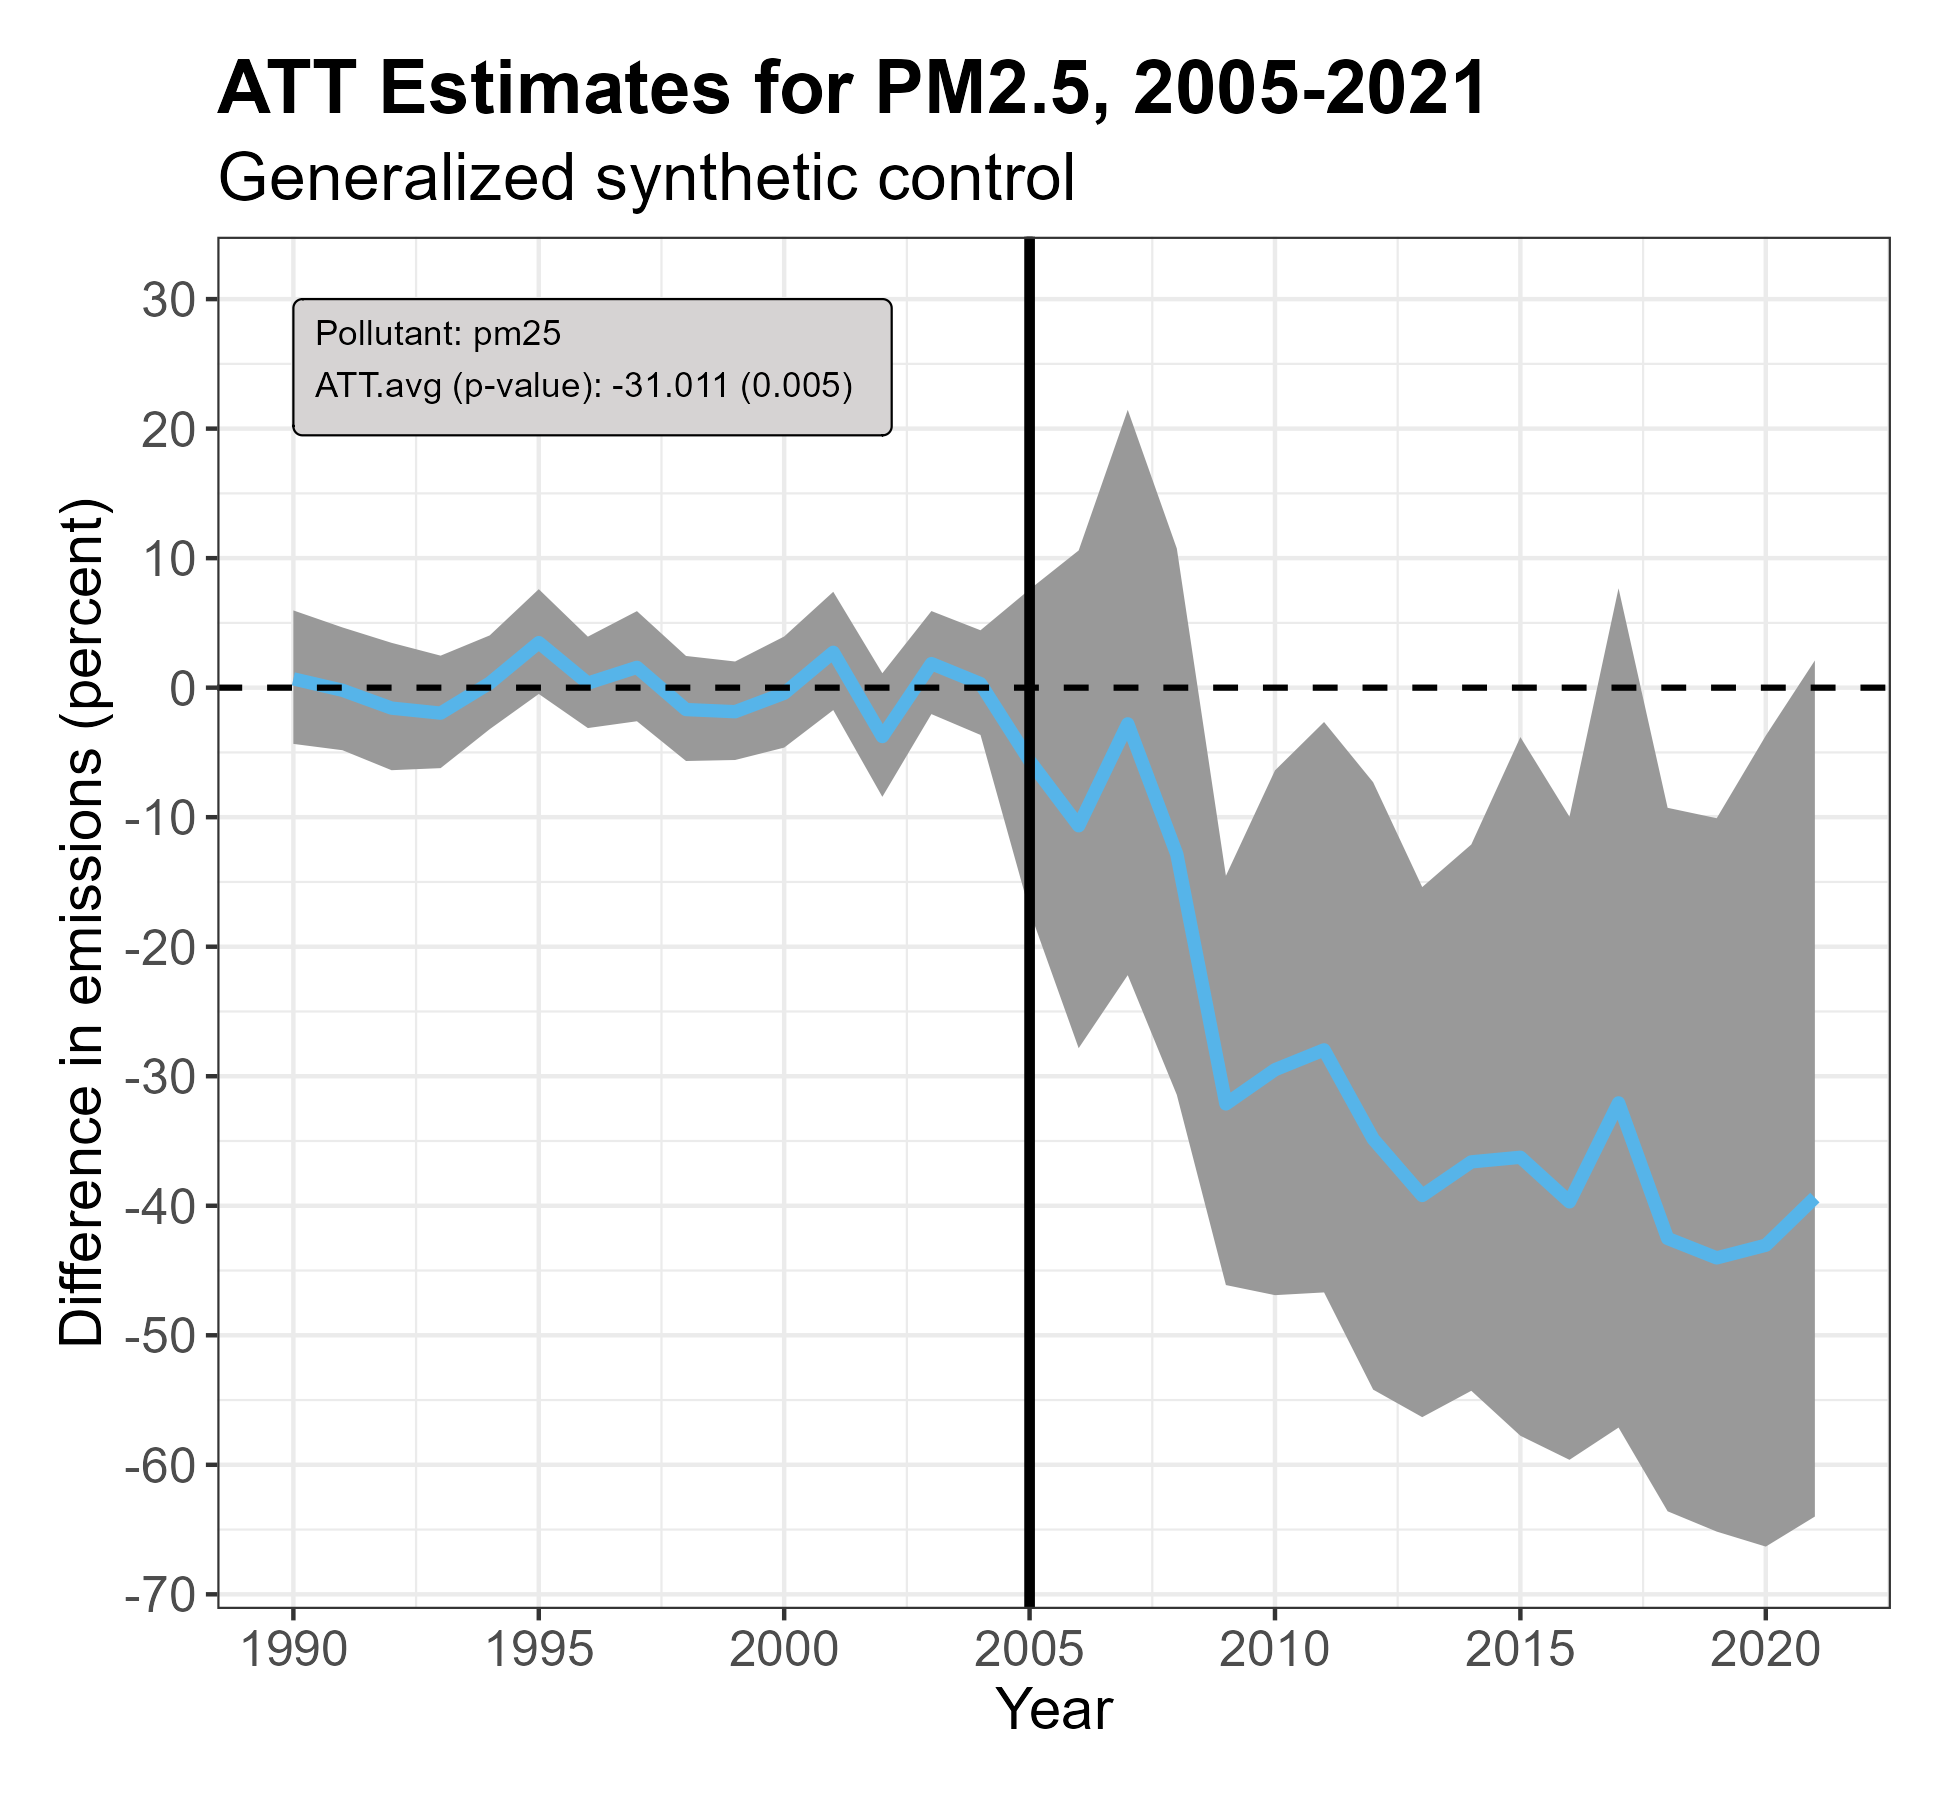 ATT Estimates for PM2.5, 2005-2021
Generalized synthetic control
Pollutant: pm25
ATT.avg (p-value): -31.011 (0.005)
Difference in emissions (percent)
30
20
10
0
-10
-20
-30
-40
-50
-60
-70
1990 1995 2000 2005 2010 2015 2020
Year